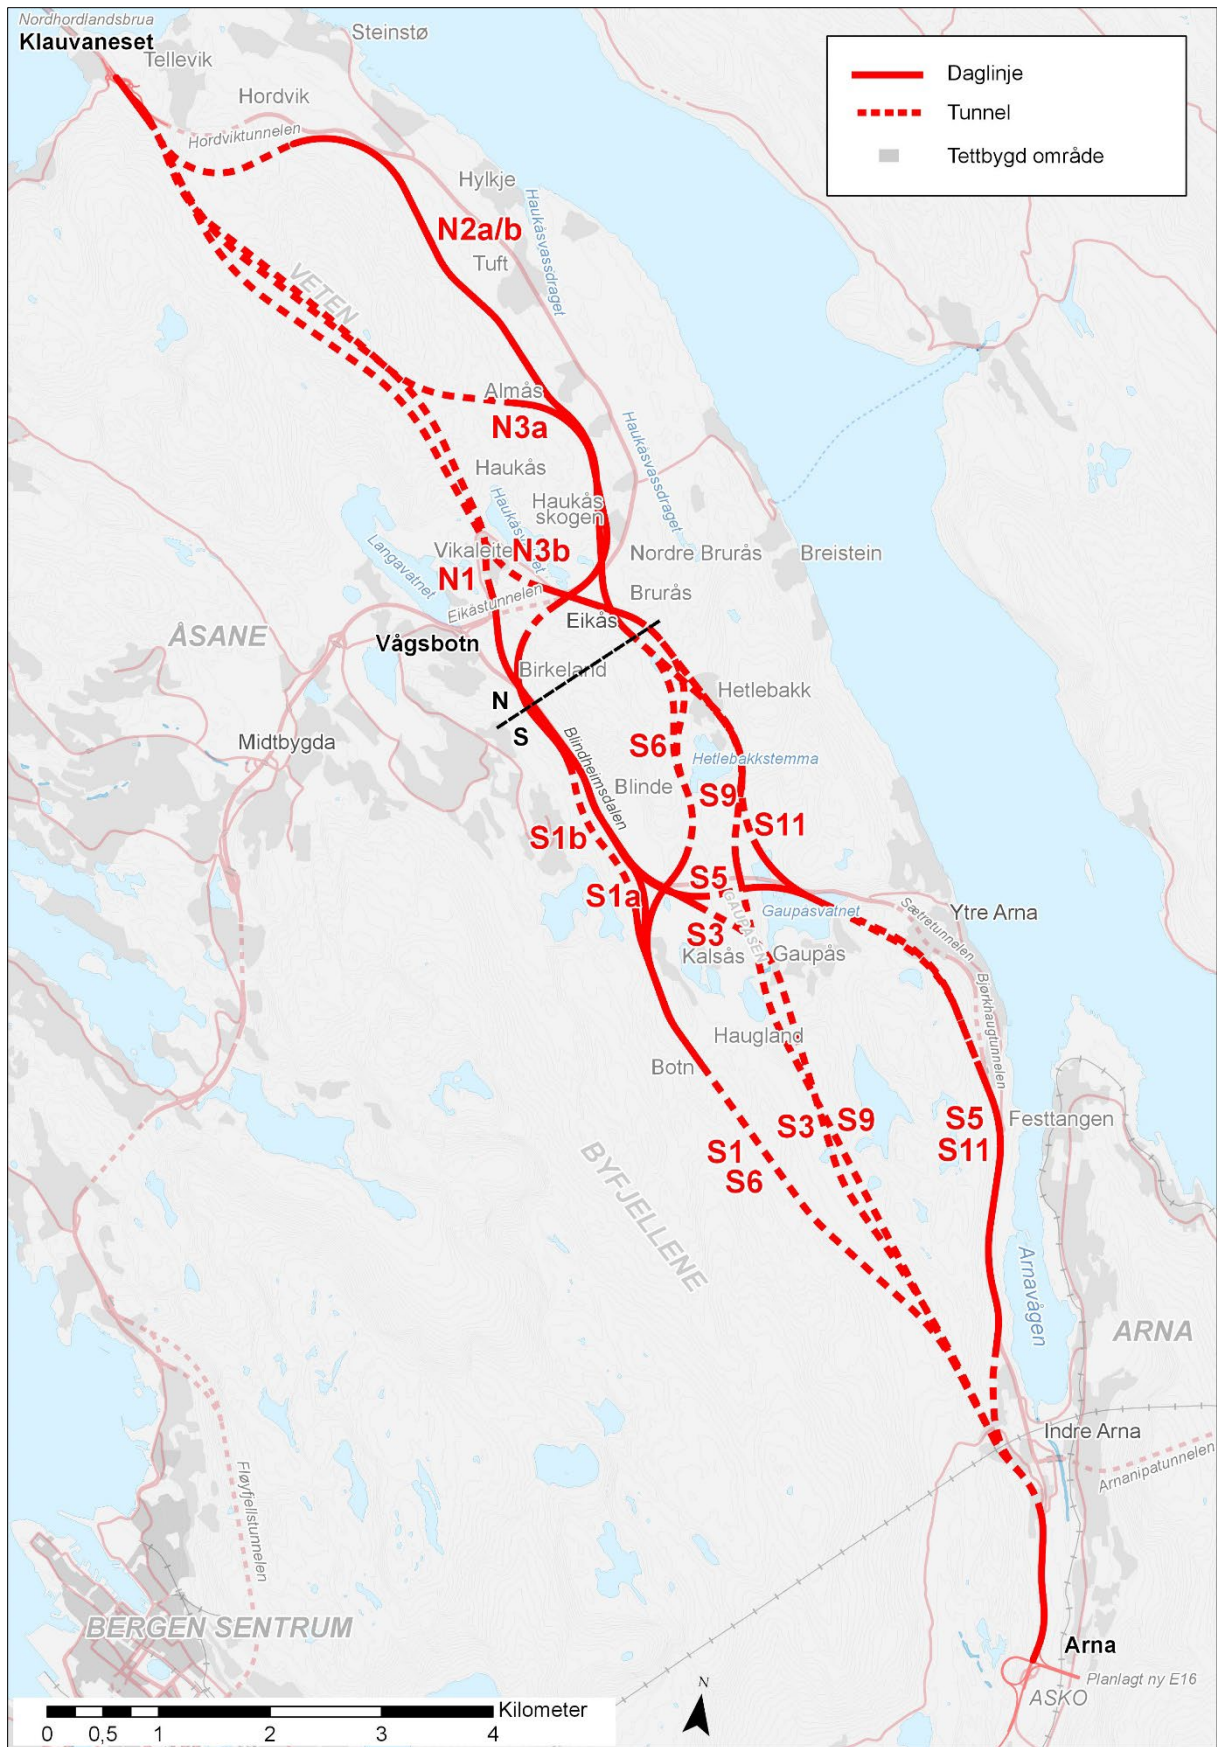 Nordhordlandsbrua
Klauvaneset
Tellevik
Steinstø
Hordvik
Hordviktunnelen
Daglinje
Tunnel
Tettbygd område
Hylkje
Haukåsvassdraget
N2a/b
Tuft
VETEN
Almås
N3a
Haukås
Haukåsvassdraget
Haukås
skogen
Haukåsvatnet
Langavatnet
Vikaleitet
N3b
Nordre Brurås
Breistein
N1
Eikåstunnelen
Brurås
Eikås
ÅSANE
Vågsbotn
Birkeland
N
S
Hetlebakk
Midtbygda
Blindheimsdalen
S6
Hetlebakkstemma
Blinde
S9
S1b
S11
S1a
S5
GAUPÅSEN
Gaupåsvatnet
Ytre Arna
Sætretunnelen
S3
Kalsås
Gaupås
Bjørkhaugtunnelen
Haugland
Botn
S3
S9
S5
S11
Festtangen
S1
S6
BYFJELLENE
Arnavågen
ARNA
Indre Arna
Arnanipatunnelen
Fløyfjellstunnelen
BERGEN SENTRUM
Arna
Planlagt ny E16
ASKO
N
Kilometer
0 0,5 1 2 3 4